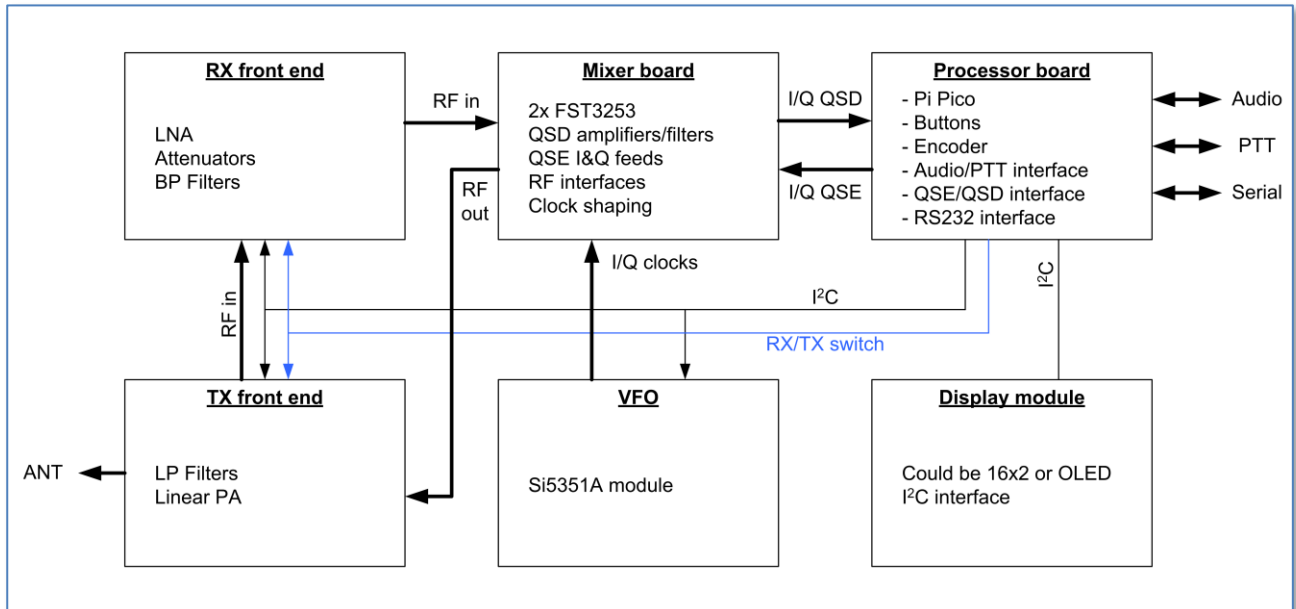 RX front end
LNA
Attenuators
BP Filters
RF in
Mixer board
2x FST3253
QSD amplifiers/filters
QSE I&Q feeds
RF interfaces
Clock shaping
I/Q QSD
I/Q QSE
Processor board
- Pi Pico
- Buttons
- Encoder
- Audio/PTT interface
- QSE/QSD interface
- RS232 interface
Audio
PTT
Serial
RF
out
I/Q clocks
RF in
I²C
I²C
RX/TX switch
TX front end
LP Filters
Linear PA
ANT
VFO
Si5351A module
Display module
Could be 16x2 or OLED
I²C interface